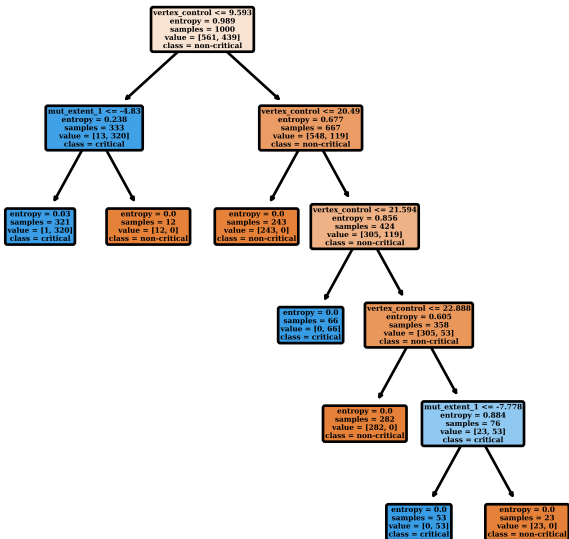 vertex_control <= 9.593
entropy = 0.989
samples = 1000
value = [561, 439]
class = non-critical
mut_extent_1 <= -4.83
entropy = 0.238
samples = 333
value = [13, 320]
class = critical
vertex_control <= 20.49
entropy = 0.677
samples = 667
value = [548, 119]
class = non-critical
entropy = 0.03
samples = 321
value = [1, 320]
class = critical
entropy = 0.0
samples = 12
value = [12, 0]
class = non-critical
entropy = 0.0
samples = 243
value = [243, 0]
class = non-critical
vertex_control <= 21.594
entropy = 0.856
samples = 424
value = [305, 119]
class = non-critical
entropy = 0.0
samples = 66
value = [0, 66]
class = critical
vertex_control <= 22.888
entropy = 0.605
samples = 358
value = [305, 53]
class = non-critical
entropy = 0.0
samples = 282
value = [282, 0]
class = non-critical
mut_extent_1 <= -7.778
entropy = 0.884
samples = 76
value = [23, 53]
class = critical
entropy = 0.0
samples = 53
value = [0, 53]
class = critical
entropy = 0.0
samples = 23
value = [23, 0]
class = non-critical